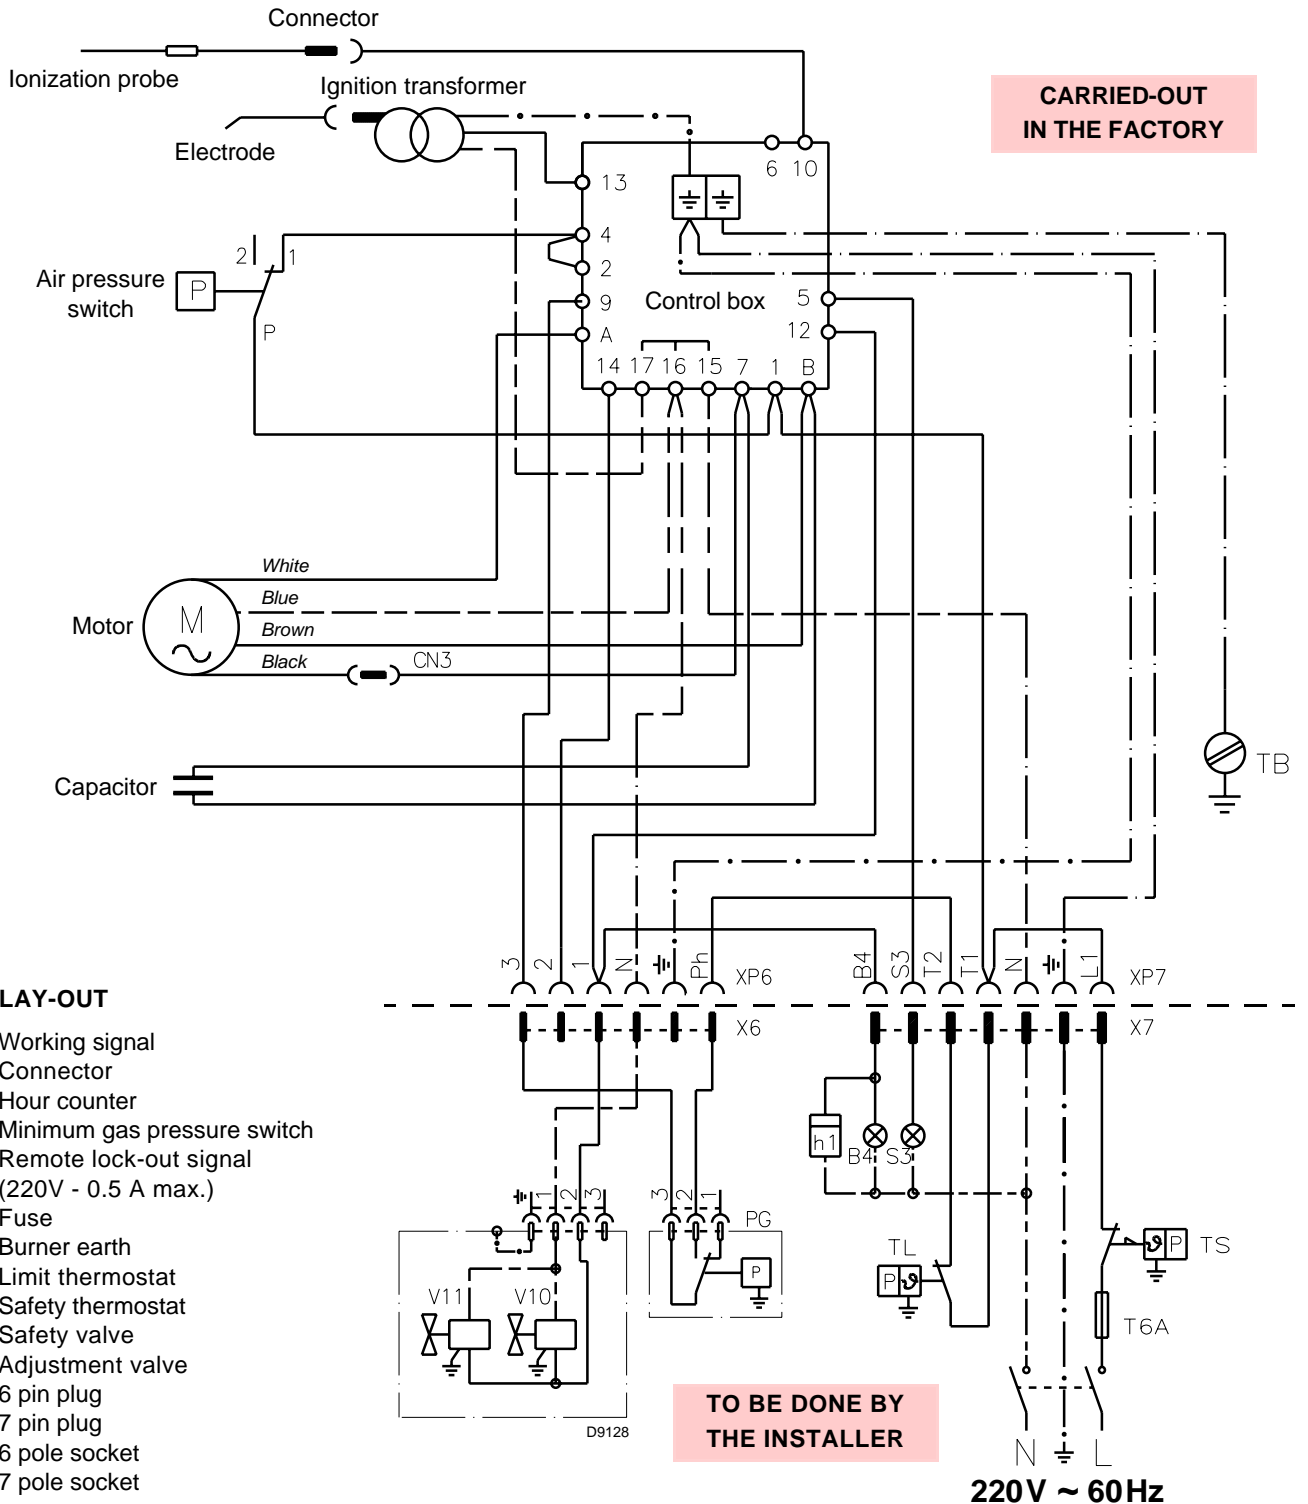 Connector
Ionization probe
Ignition transformer
Electrode
CARRIED-OUT
IN THE FACTORY
6 10
13
4
2
9
A
2 1
Air pressure
switch
P
P
Control box
5
12
14 17 16 15 7 1 B
White
Blue
Brown
Black
CN3
Motor
M
Capacitor
TB
3 2 1 N Ph
XP6
B4 S3 T2 T1 N L1
XP7
X6
X7
LAY-OUT
Working signal
Connector
Hour counter
Minimum gas pressure switch
Remote lock-out signal
(220V - 0.5 A max.)
Fuse
Burner earth
Limit thermostat
Safety thermostat
Safety valve
Adjustment valve
6 pin plug
7 pin plug
6 pole socket
7 pole socket
h1
B4 S3
1 2 3
3 2 1
PG
P
V11 V10
D9128
TL
P
P
TS
T6A
TO BE DONE BY
THE INSTALLER
N L
220V ~ 60Hz